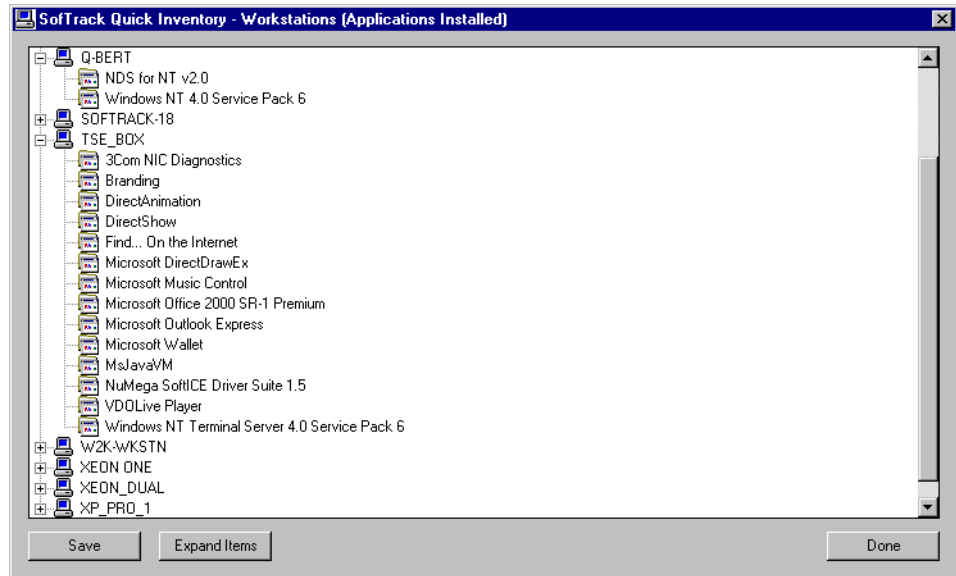 SofTrack Quick Inventory - Workstations (Applications Installed)
Q-BERT
NDS for NT v2.0
Windows NT 4.0 Service Pack 6
SOFTRACK-18
TSE_BOX
3Com NIC Diagnostics
Branding
DirectAnimation
DirectShow
Find... On the Internet
Microsoft DirectDrawEx
Microsoft Music Control
Microsoft Office 2000 SR-1 Premium
Microsoft Outlook Express
Microsoft Wallet
MsJavaVM
NuMega SoftICE Driver Suite 1.5
VDOLive Player
Windows NT Terminal Server 4.0 Service Pack 6
W2K-WKSTN
XEON ONE
XEON_DUAL
XP_PRO_1
Save Expand Items Done